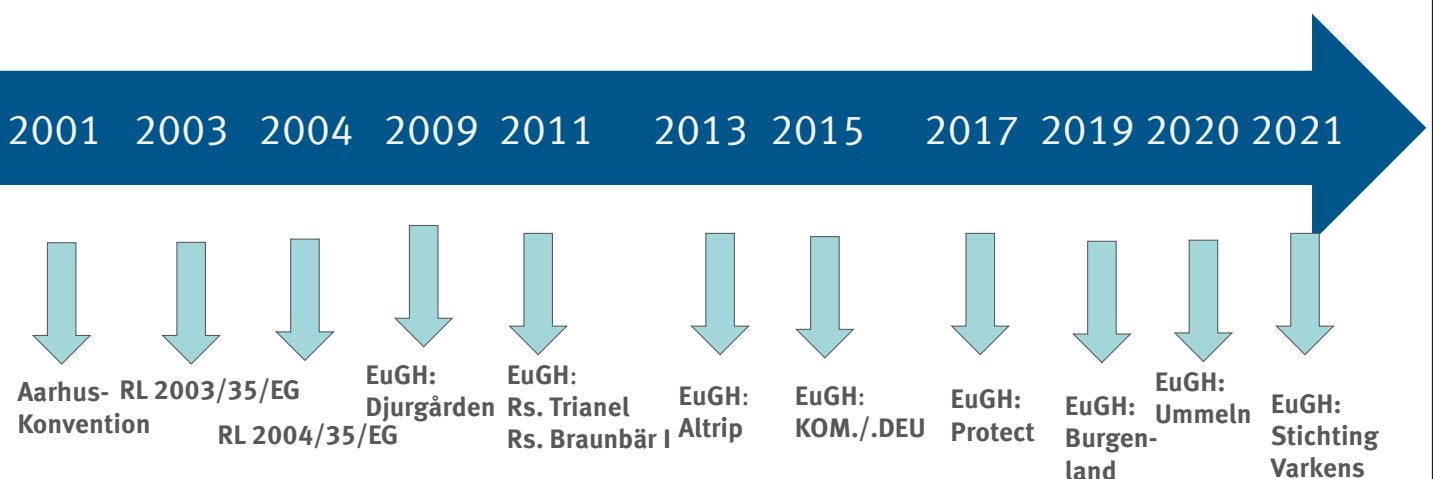 2001 2003 2004 2009 2011 2013 2015 2017 2019 2020 2021
Aarhus-
Konvention
RL 2003/35/EG
RL 2004/35/EG
EuGH:
Djurgården
EuGH:
Rs. Trianel
Rs. Braunbär I
EuGH:
Altrip
EuGH:
KOM./.DEU
EuGH:
Protect
EuGH:
Burgen-
land
EuGH:
Ummeln
EuGH:
Stichting
Varkens